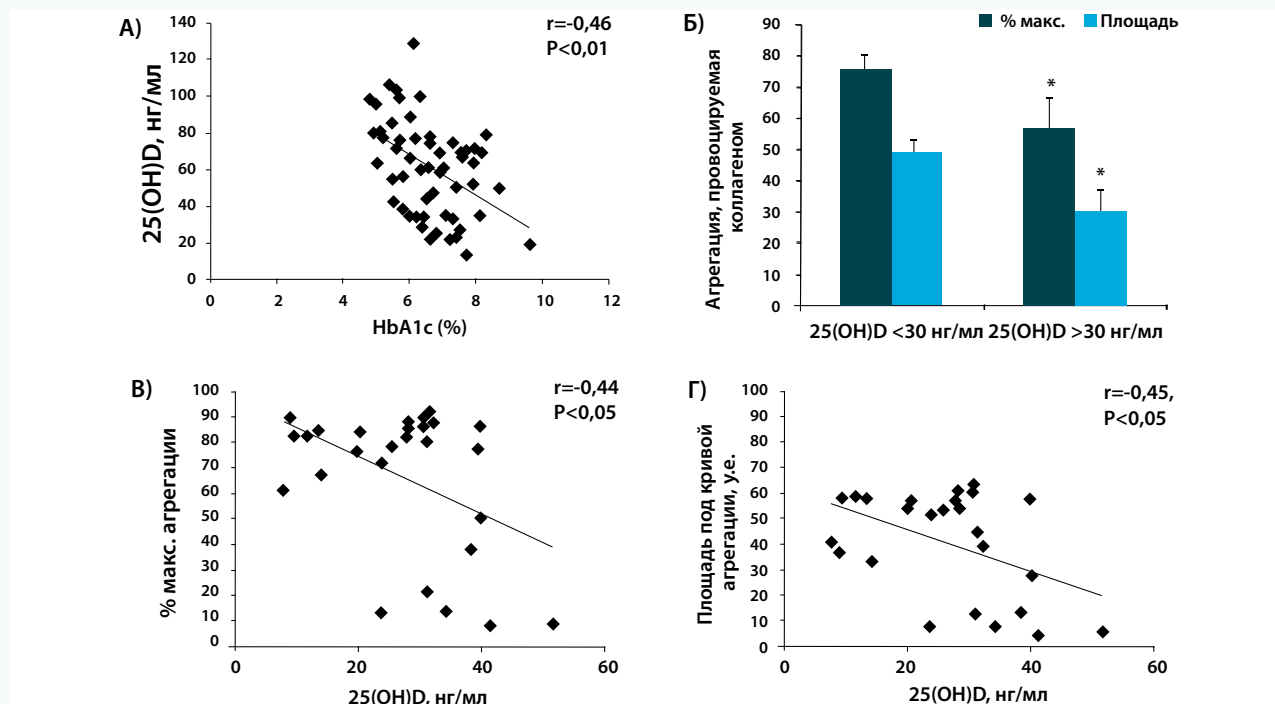 А)
r=-0,46
P<0,01
25(OH)D, нг/мл
140
120
100
80
60
40
20
0
0 2 4 6 8 10 12
HbA1c (%)
Б)
% макс. Площадь
Агрегация, провоцируемая
коллагеном
90
80
70
60
50
40
30
20
10
0
* *
25(OH)D <30 нг/мл 25(OH)D >30 нг/мл
В)
r=-0,44
P<0,05
% макс. агрегации
100
90
80
70
60
50
40
30
20
10
0
0 20 40 60
25(OH)D, нг/мл
Г)
r=-0,45,
P<0,05
Площадь под кривой
агрегации, у.е.
100
90
80
70
60
50
40
30
20
10
0
0 20 40 60
25(OH)D, нг/мл